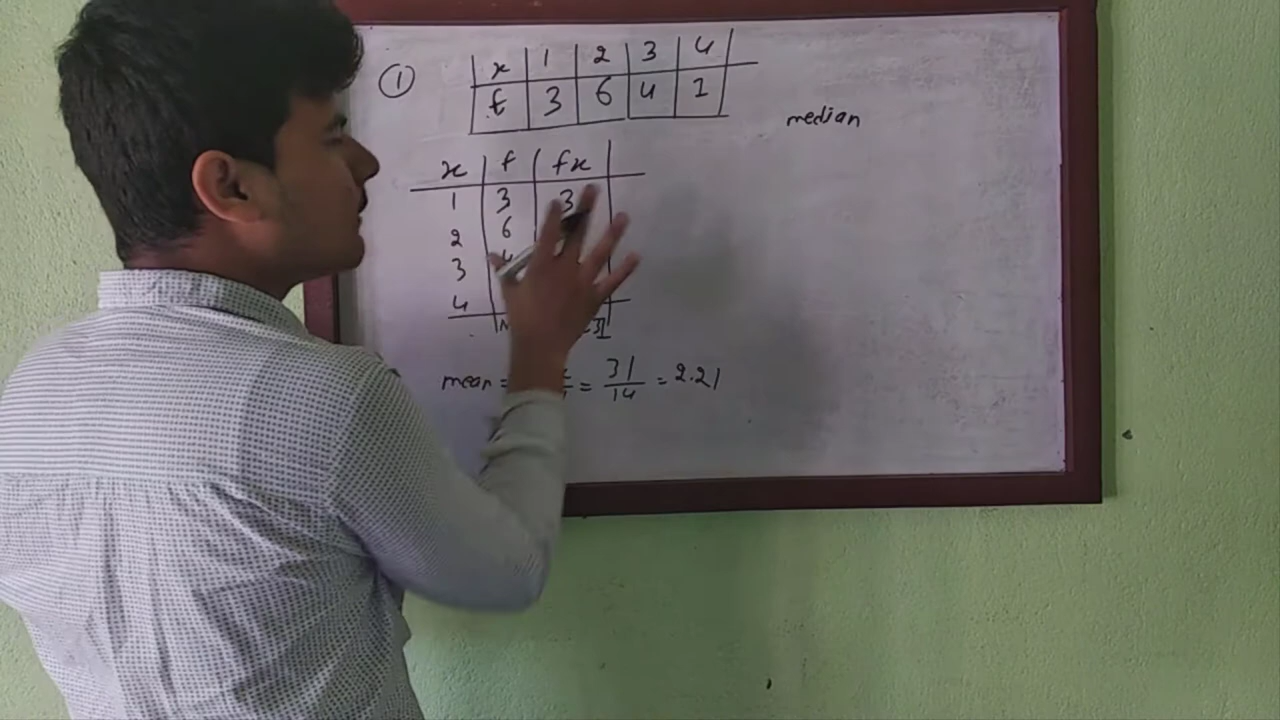 ① x 1 2 3 4
f 3 6 4 1
median
x f fx
1 3 3
2 6
3 4
4
N
mean = = 31/14 = 2.21